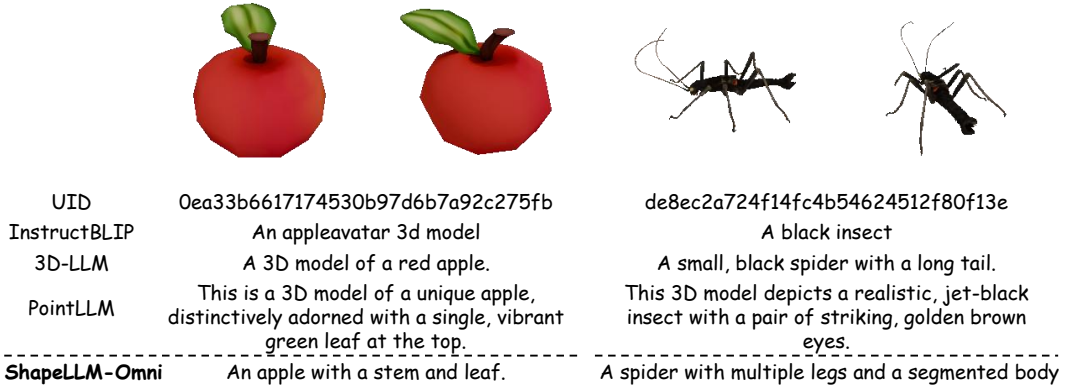 UID 0ea33b6617174530b97d6b7a92c275fb de8ec2a724f14fc4b54624512f80f13e
InstructBLIP An appleavatar 3d model A black insect
3D-LLM A 3D model of a red apple. A small, black spider with a long tail.
PointLLM This is a 3D model of a unique apple, This 3D model depicts a realistic, jet-black
distinctively adorned with a single, vibrant insect with a pair of striking, golden brown
green leaf at the top. eyes.
ShapeLLM-Omni An apple with a stem and leaf. A spider with multiple legs and a segmented body